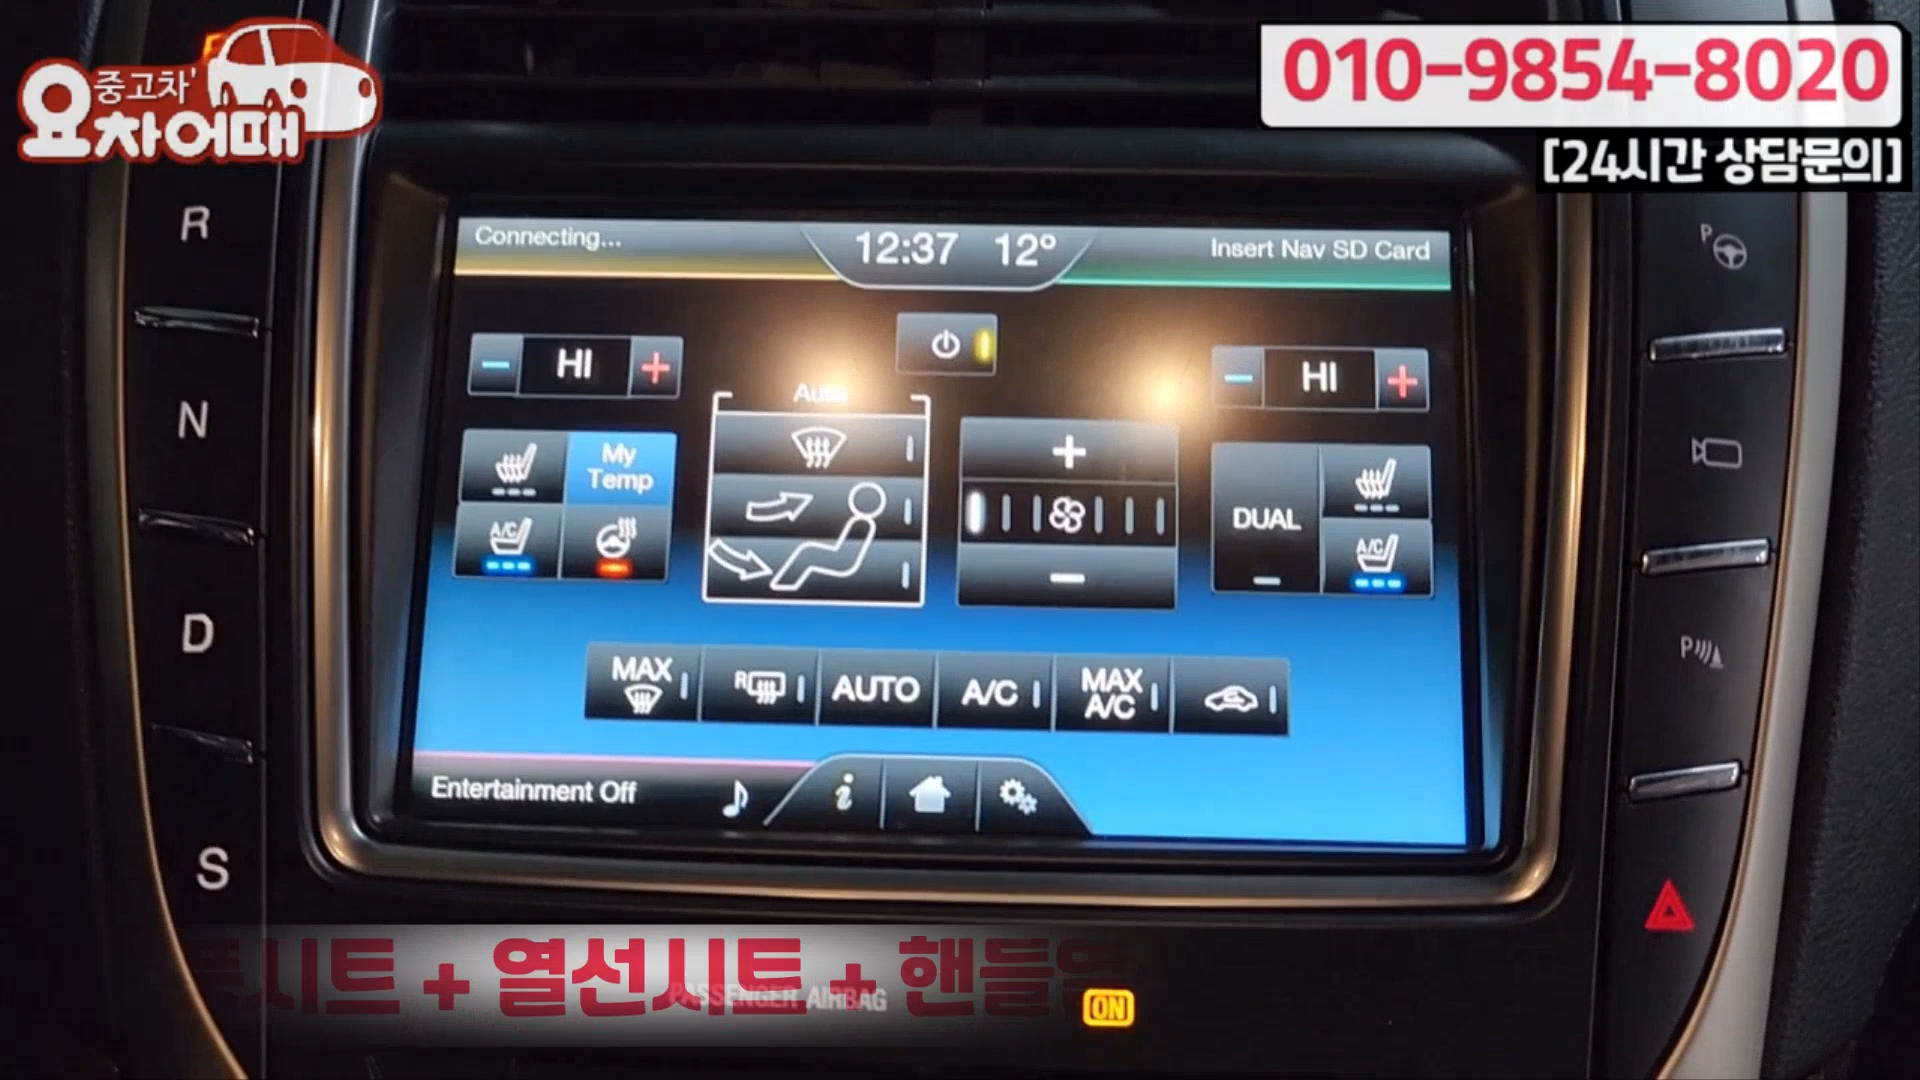 중고차'
요차어때
010-9854-8020
[24시간 상담문의]
R
N
D
S
Connecting...
12:37 12°
Insert Nav SD Card
HI
HI
Auto
My
Temp
A/C
DUAL
A/C
MAX
R
AUTO
A/C
MAX
A/C
Entertainment Off
i
P
P
풍시트 + 열선시트 + 핸들열
PASSENGER AIRBAG
ON